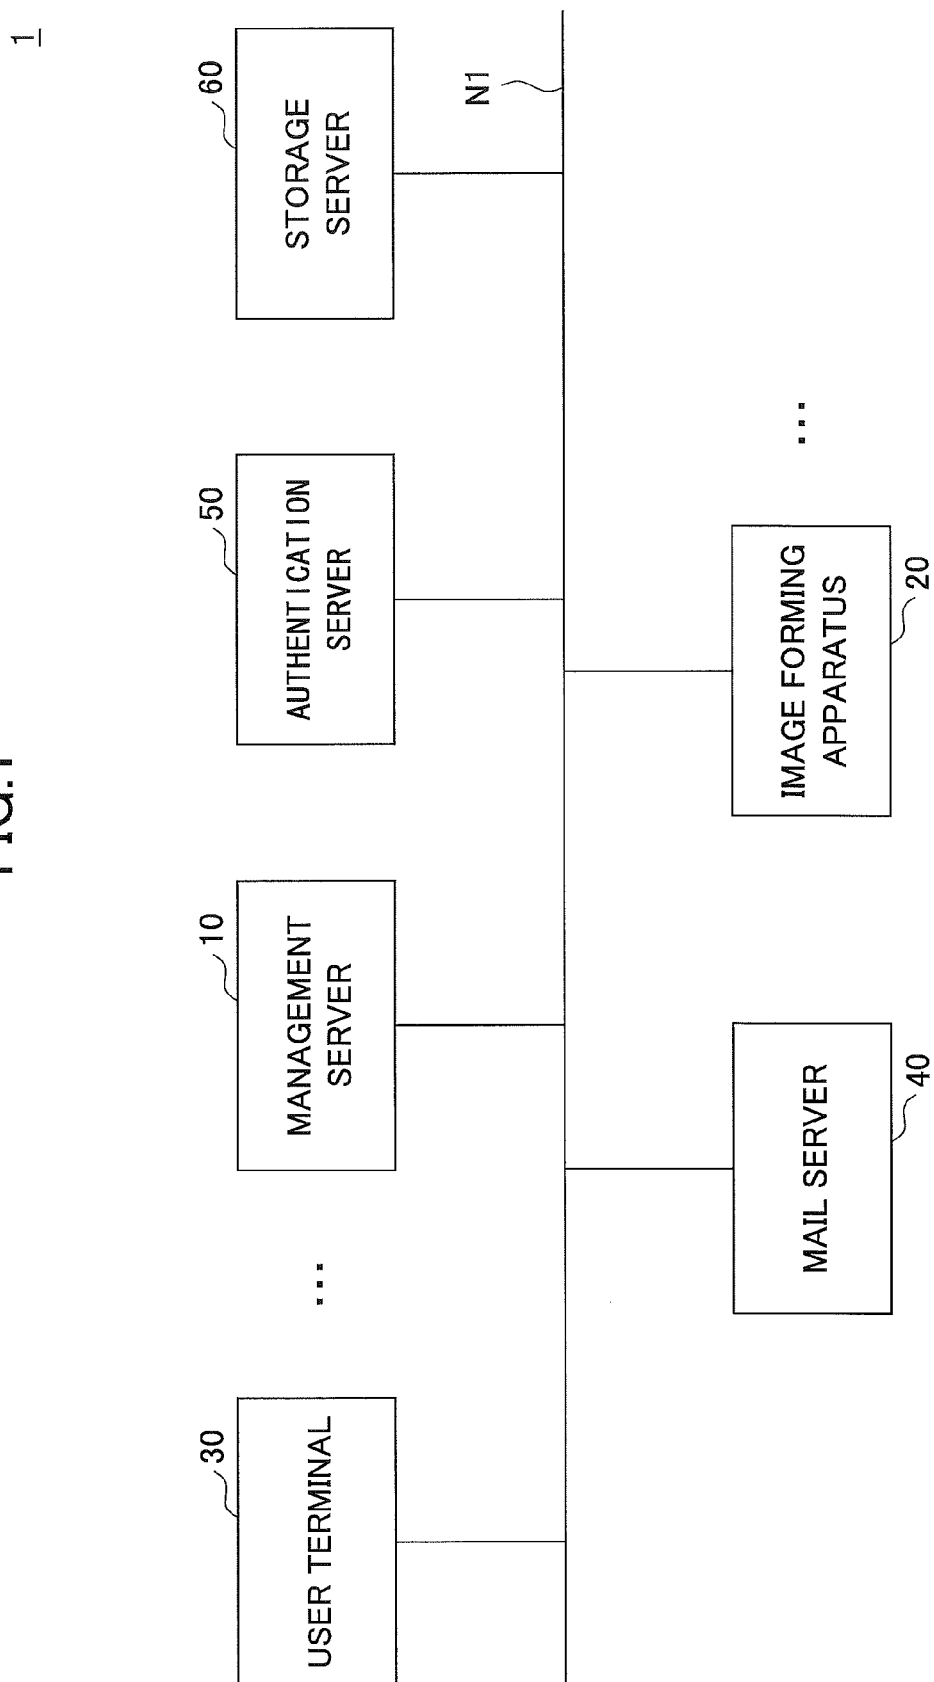 FIG.1
1
30
USER TERMINAL
...
10
MANAGEMENT
SERVER
50
AUTHENTICATION
SERVER
60
STORAGE
SERVER
N1
MAIL SERVER
40
IMAGE FORMING
APPARATUS
20
...